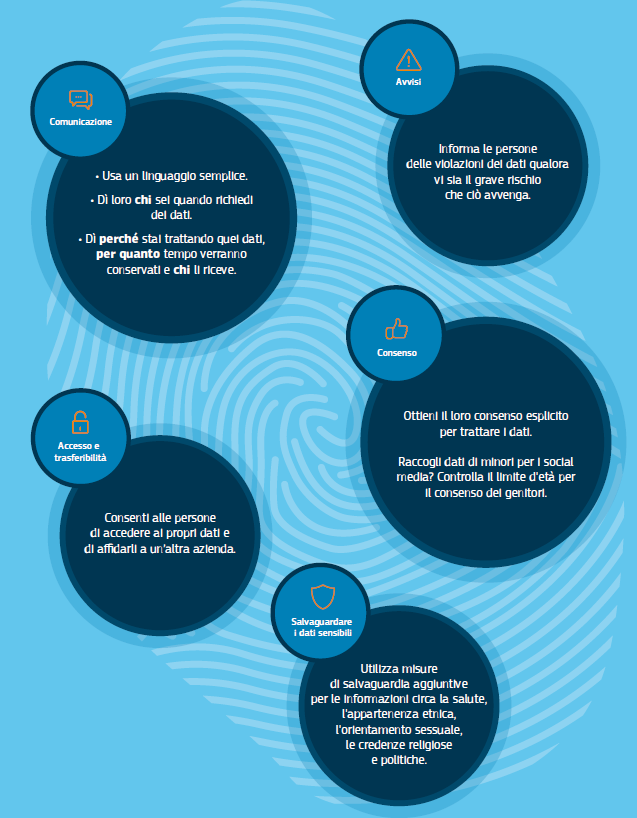 Comunicazione
• Usa un linguaggio semplice.
• Dì loro chi sei quando richiedi
dei dati.
• Dì perché stai trattando quei dati,
per quanto tempo verranno
conservati e chi li riceve.
Avvisi
Informa le persone
delle violazioni dei dati qualora
vi sia il grave rischio
che ciò avvenga.
Consenso
Ottieni il loro consenso esplicito
per trattare i dati.
Raccogli dati di minori per i social
media? Controlla il limite d'età per
il consenso dei genitori.
Accesso e
trasferibilità
Consenti alle persone
di accedere ai propri dati e
di affidarli a un'altra azienda.
Salvaguardare
i dati sensibili
Utilizza misure
di salvaguardia aggiuntive
per le informazioni circa la salute,
l'appartenenza etnica,
l'orientamento sessuale,
le credenze religiose
e politiche.